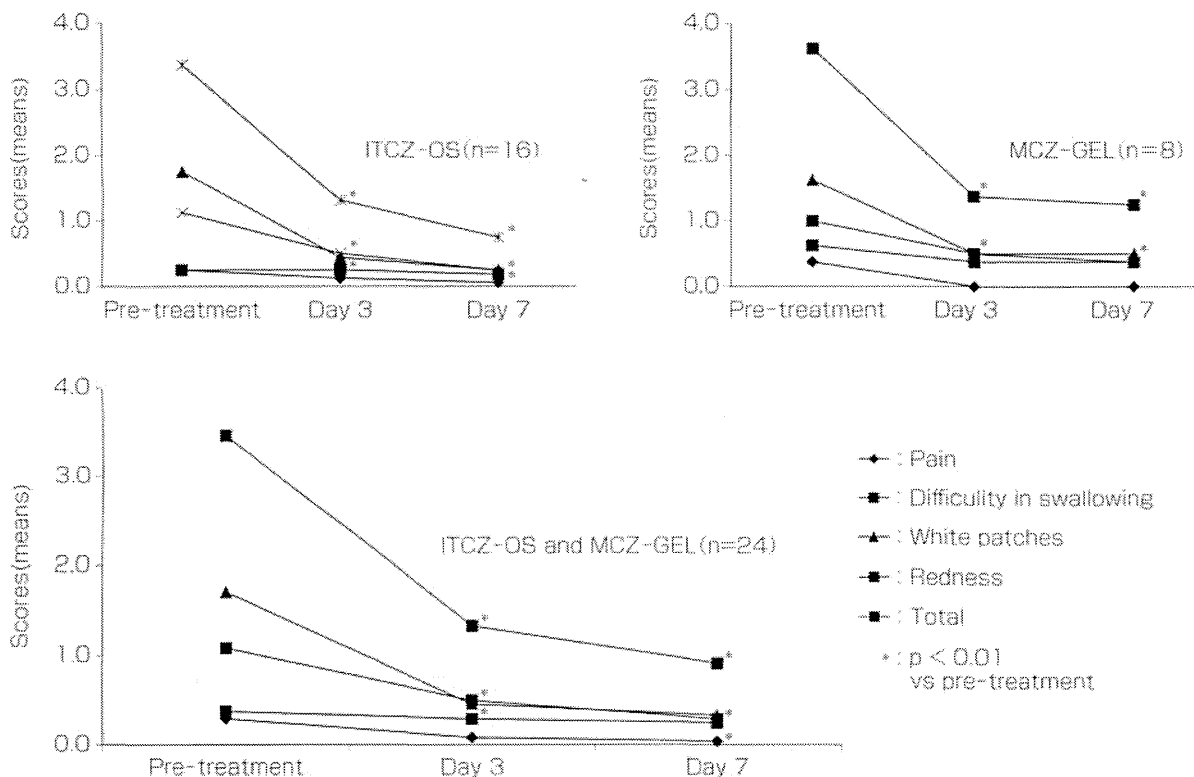 4.0
3.0
2.0
1.0
0.0
Scores(means)
ITCZ-OS(n=16)
*
*
*
*
*
*
Pre-treatment Day 3 Day 7
4.0
3.0
2.0
1.0
0.0
Scores(means)
MCZ-GEL(n=8)
*
*
*
*
Pre-treatment Day 3 Day 7
4.0
3.0
2.0
1.0
0.0
Scores(means)
ITCZ-OS and MCZ-GEL(n=24)
*
*
*
*
*
*
*
Pre-treatment Day 3 Day 7
: Pain
: Difficulity in swallowing
: White patches
: Redness
: Total
* : p < 0.01
vs pre-treatment